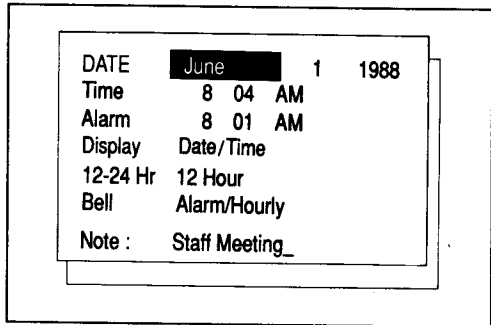 DATE June 1 1988
Time 8 04 AM
Alarm 8 01 AM
Display Date/Time
12-24 Hr 12 Hour
Bell Alarm/Hourly
Note : Staff Meeting_